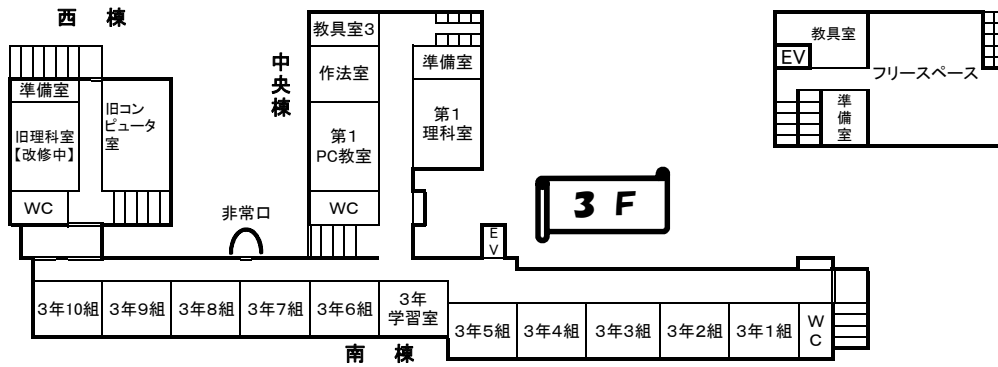 西 棟
準備室
旧理科室
【改修中】
旧コン
ピュータ
室
WC
非常口
中央棟
教具室3
作法室
第1
PC教室
WC
準備室
第1
理科室
EV
3 F
教具室
EV
フリースペース
準備室
3年10組
3年9組
3年8組
3年7組
3年6組
3年
学習室
3年5組
3年4組
3年3組
3年2組
3年1組
WC
南 棟